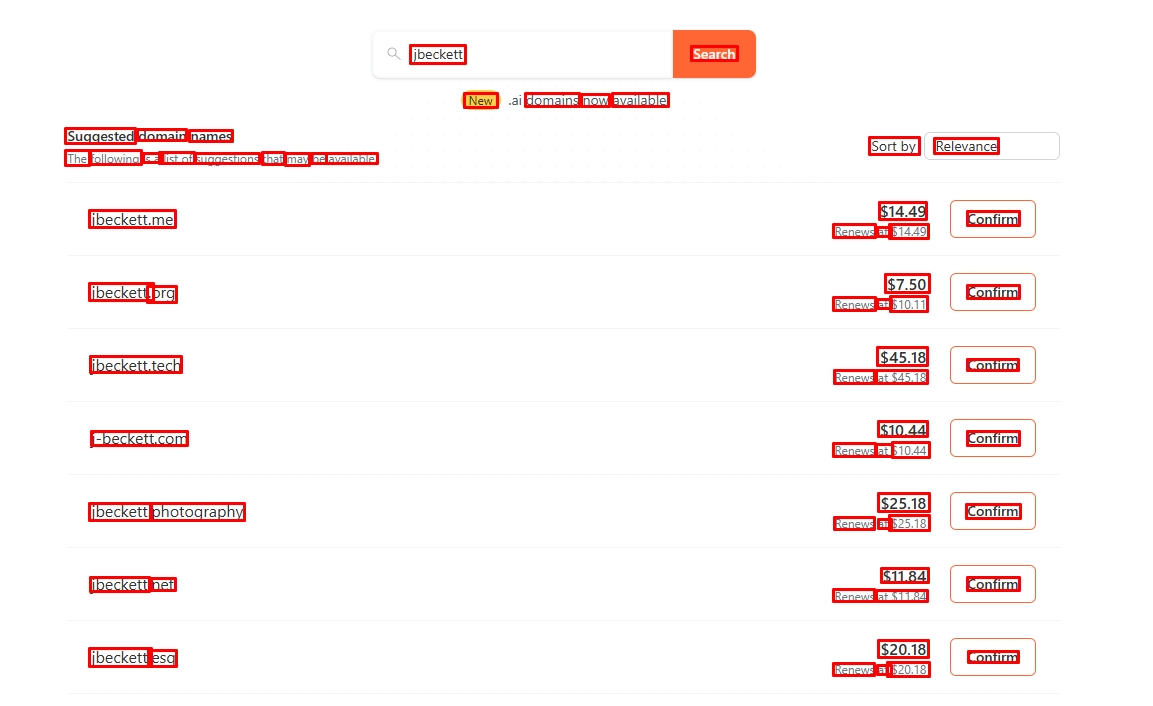 jbeckett
Search
New .ai domains now available
Suggested domain names
The following is a list of suggestions that may be available.
Sort by Relevance
jbeckett.me
$14.49
Renews at $14.49
Confirm
jbeckett.org
$7.50
Renews at $10.11
Confirm
jbeckett.tech
$45.18
Renews at $45.18
Confirm
j-beckett.com
$10.44
Renews at $10.44
Confirm
jbeckett.photography
$25.18
Renews at $25.18
Confirm
jbeckett.net
$11.84
Renews at $11.84
Confirm
jbeckett.esq
$20.18
Renews at $20.18
Confirm